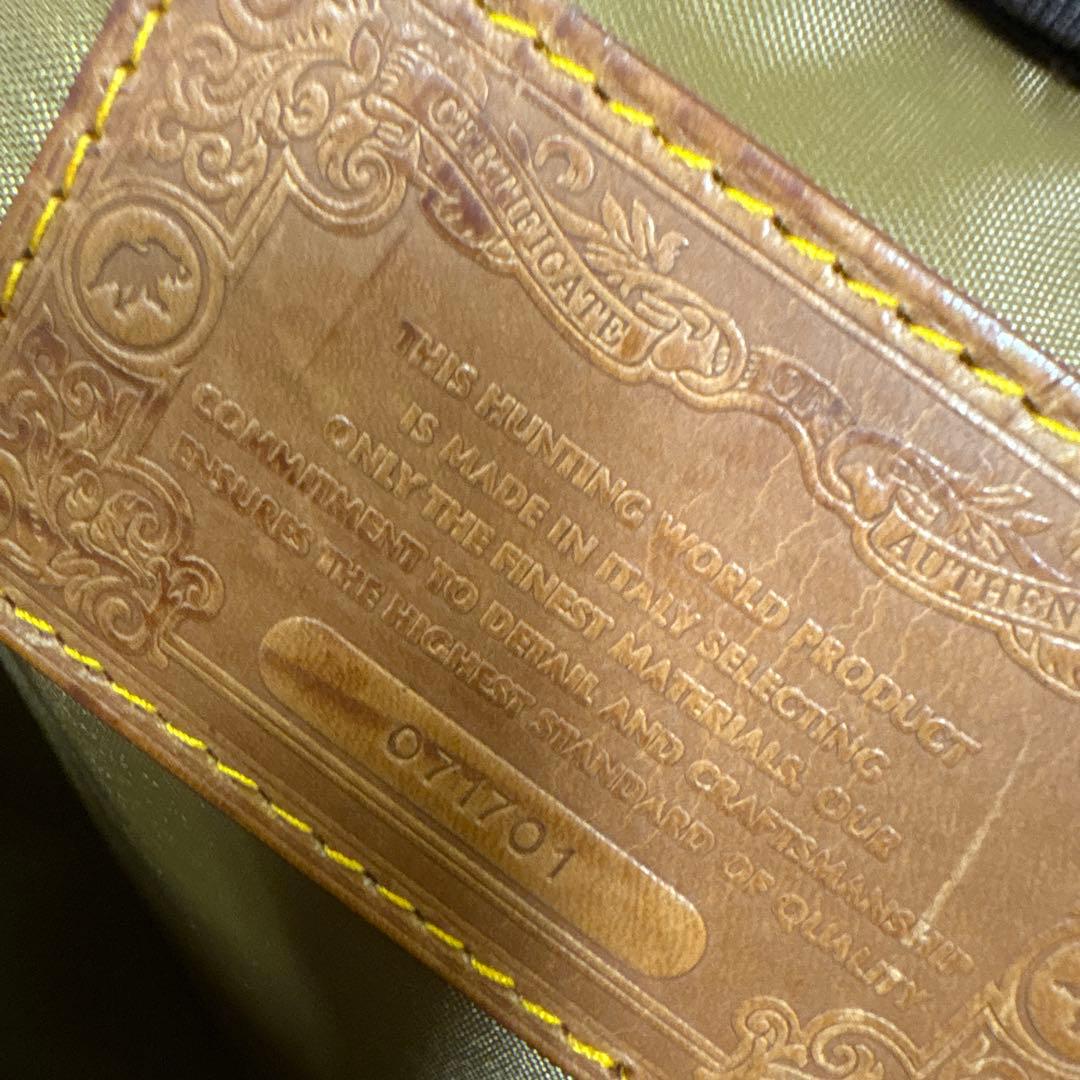 CERTIFICATE
OF
AUTHEN
THIS HUNTING WORLD PRODUCT
IS MADE IN ITALY SELECTING
ONLY THE FINEST MATERIALS. OUR
COMMITMENT TO DETAIL AND CRAFTSMANSHIP
ENSURES THE HIGHEST STANDARD OF QUALITY
071701